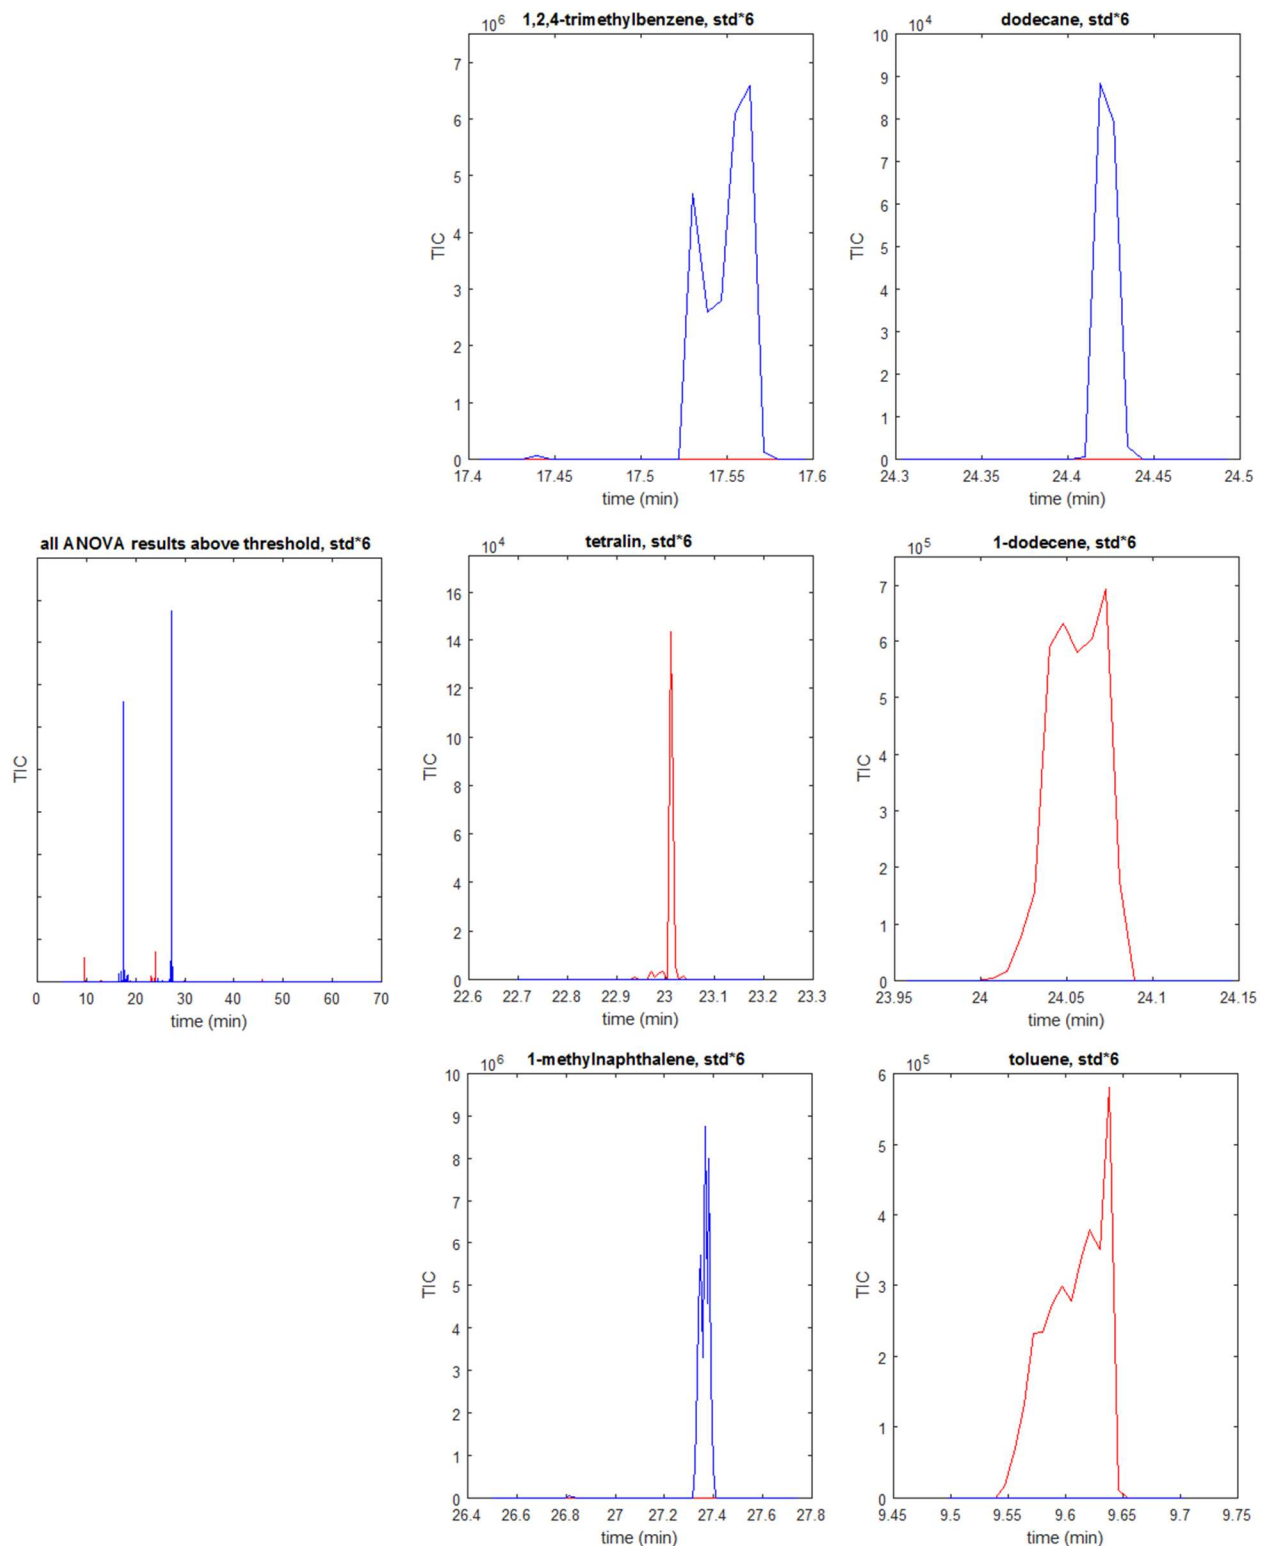 1,2,4-trimethylbenzene, std*6
10^6
7
6
5
4
3
2
1
0
TIC
17.4 17.45 17.5 17.55 17.6
time (min)
dodecane, std*6
10^4
10
9
8
7
6
5
4
3
2
1
0
TIC
24.3 24.35 24.4 24.45 24.5
time (min)
all ANOVA results above threshold, std*6
TIC
0 10 20 30 40 50 60 70
time (min)
tetralin, std*6
10^4
16
14
12
10
8
6
4
2
0
TIC
22.6 22.7 22.8 22.9 23 23.1 23.2 23.3
time (min)
1-dodecene, std*6
10^5
7
6
5
4
3
2
1
0
TIC
23.95 24 24.05 24.1 24.15
time (min)
1-methylnaphthalene, std*6
10^6
10
9
8
7
6
5
4
3
2
1
0
TIC
26.4 26.6 26.8 27 27.2 27.4 27.6 27.8
time (min)
toluene, std*6
10^5
6
5
4
3
2
1
0
TIC
9.45 9.5 9.55 9.6 9.65 9.7 9.75
time (min)